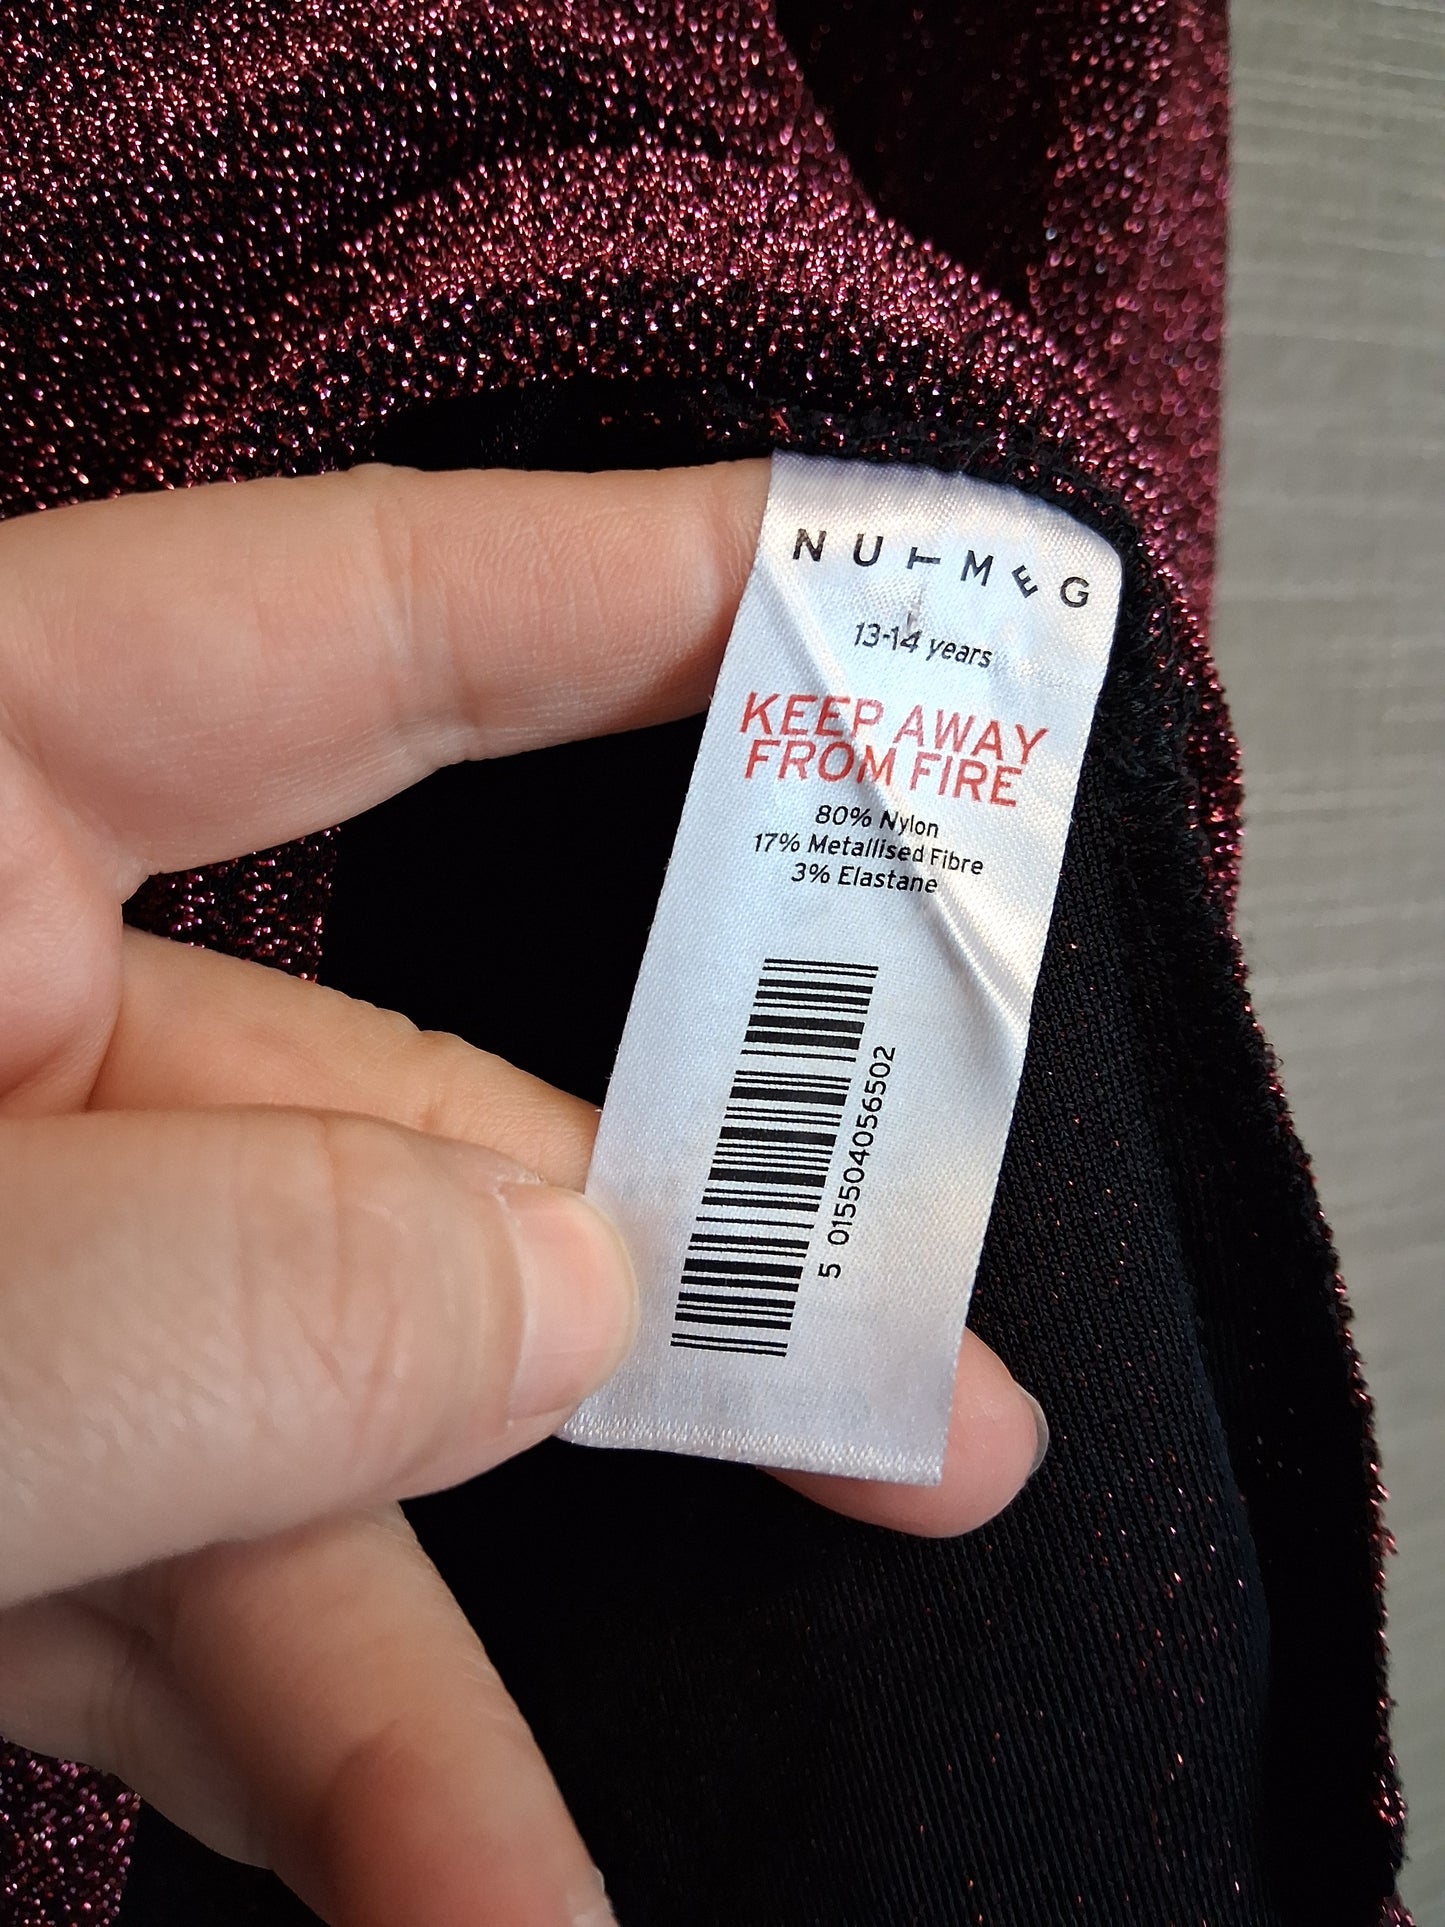 NUTMEG
13-14 years
KEEP AWAY
FROM FIRE
80% Nylon
17% Metallised Fibre
3% Elastane
5 015504056502